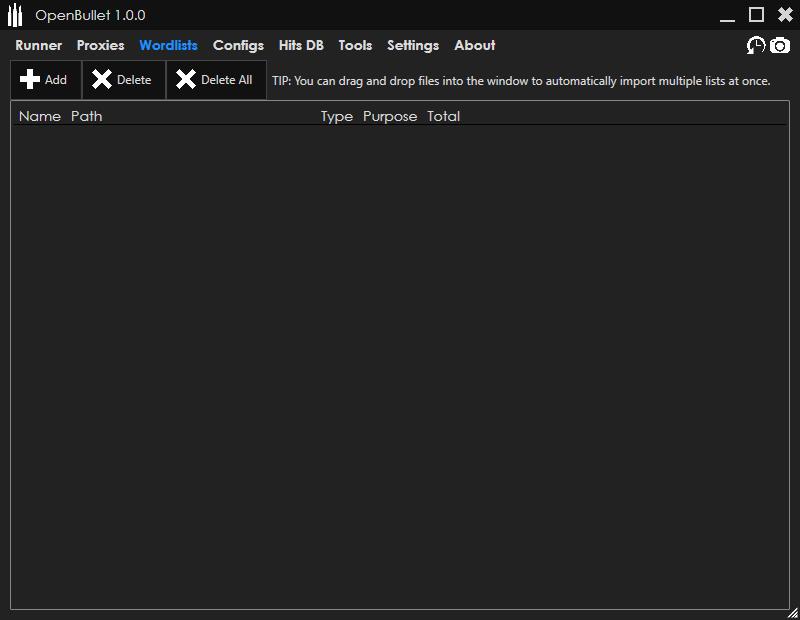 OpenBullet 1.0.0
Runner Proxies Wordlists Configs Hits DB Tools Settings About
Add Delete Delete All TIP: You can drag and drop files into the window to automatically import multiple lists at once.
Name Path Type Purpose Total